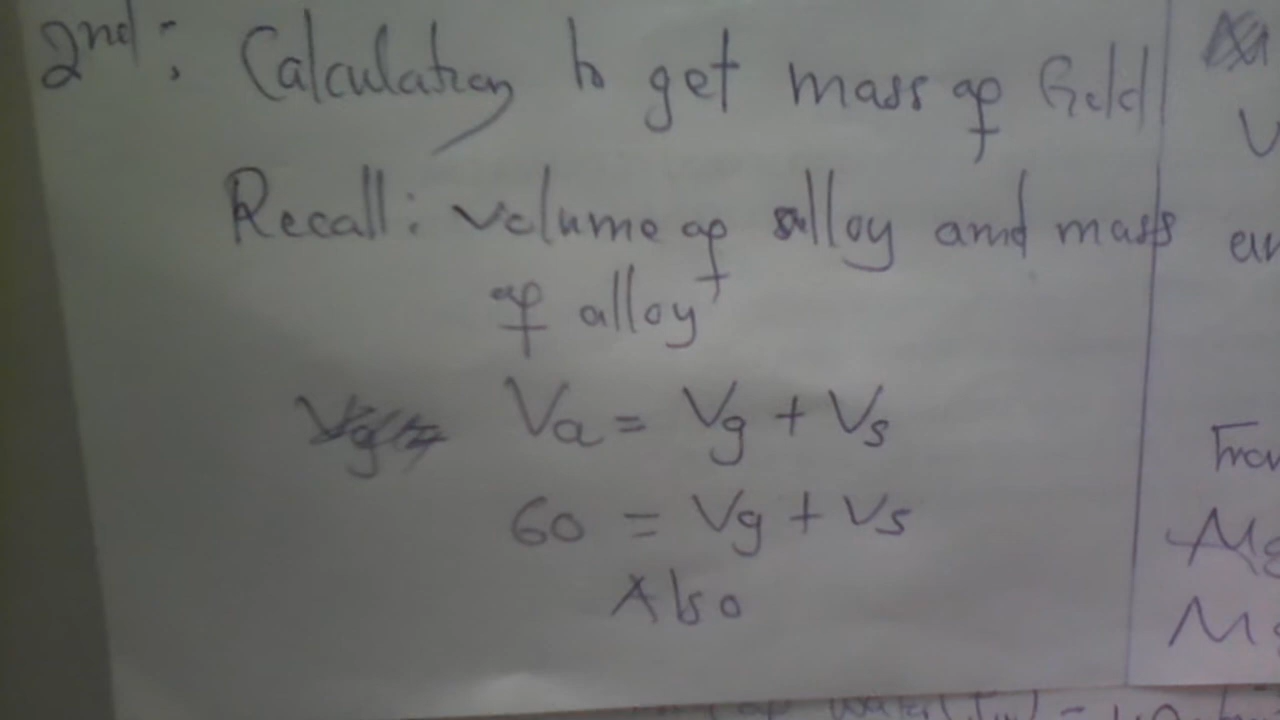 2nd: Calculation to get mass of Gold
Recall: volume of alloy and mass
of alloy
Va = Vg + Vs
60 = Vg + Vs
Also